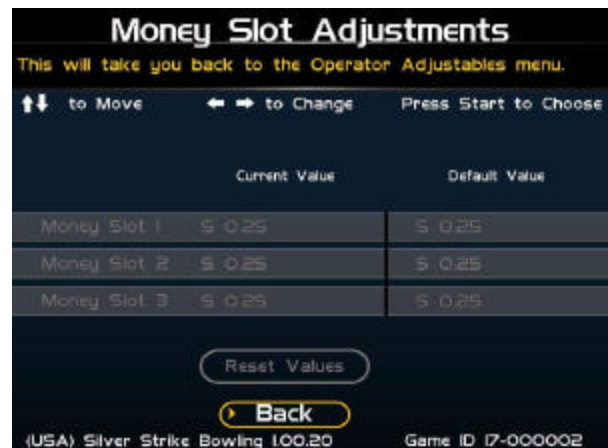 Money Slot Adjustments
This will take you back to the Operator Adjustables menu.
to Move to Change Press Start to Choose
Current Value Default Value
Money Slot 1 $ 0.25 $ 0.25
Money Slot 2 $ 0.25 $ 0.25
Money Slot 3 $ 0.25 $ 0.25
Reset Values
Back
(USA) Silver Strike Bowling 1.00.20 Game ID 17-000002